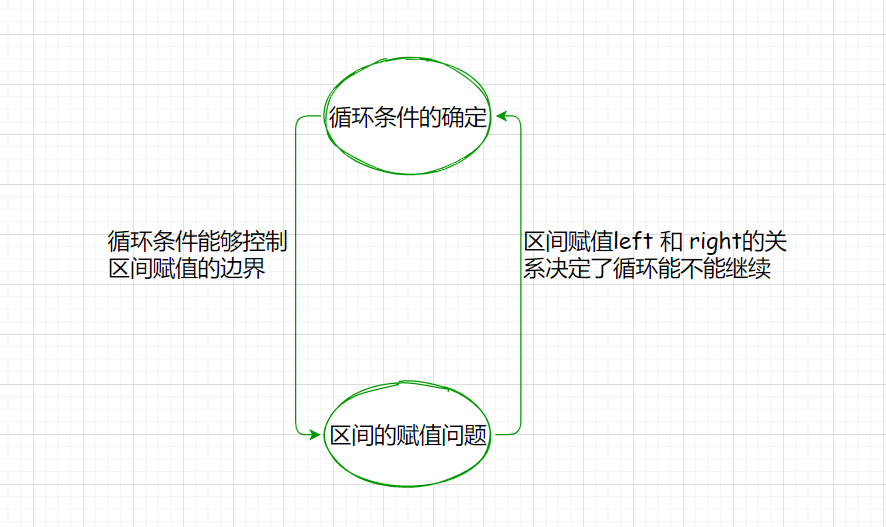 循环条件的确定
循环条件能够控制
区间赋值的边界
区间赋值left 和 right的关
系决定了循环能不能继续
区间的赋值问题